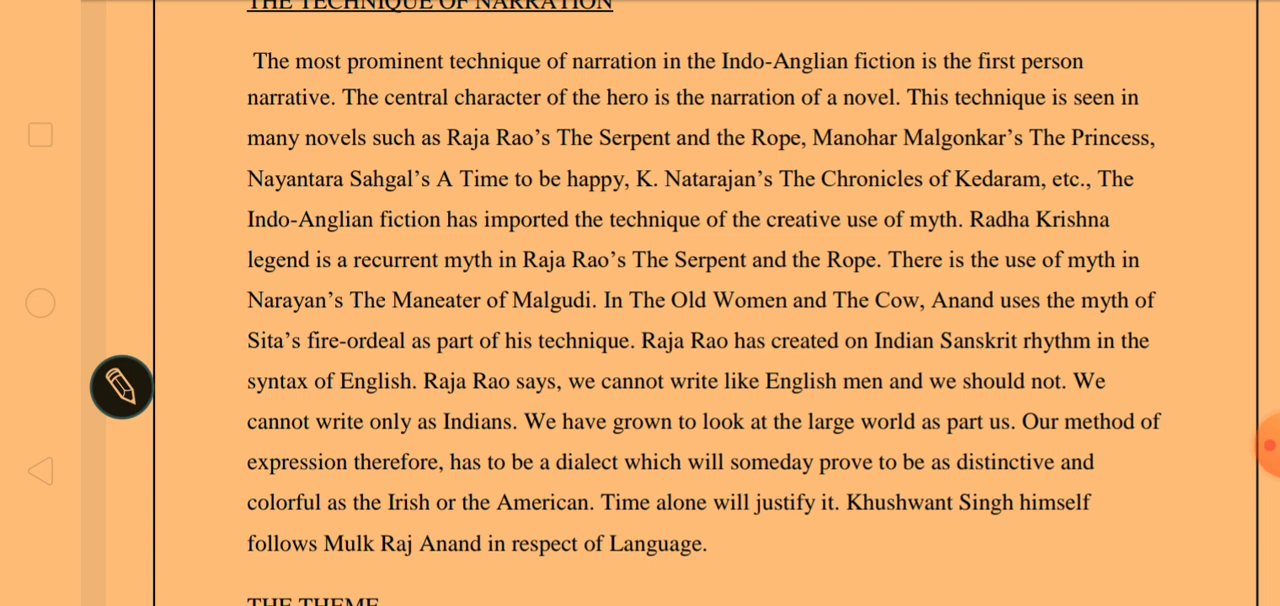 THE TECHNIQUE OF NARRATION
The most prominent technique of narration in the Indo-Anglian fiction is the first person
narrative. The central character of the hero is the narration of a novel. This technique is seen in
many novels such as Raja Rao’s The Serpent and the Rope, Manohar Malgonkar’s The Princess,
Nayantara Sahgal’s A Time to be happy, K. Natarajan’s The Chronicles of Kedaram, etc., The
Indo-Anglian fiction has imported the technique of the creative use of myth. Radha Krishna
legend is a recurrent myth in Raja Rao’s The Serpent and the Rope. There is the use of myth in
Narayan’s The Maneater of Malgudi. In The Old Women and The Cow, Anand uses the myth of
Sita’s fire-ordeal as part of his technique. Raja Rao has created on Indian Sanskrit rhythm in the
syntax of English. Raja Rao says, we cannot write like English men and we should not. We
cannot write only as Indians. We have grown to look at the large world as part us. Our method of
expression therefore, has to be a dialect which will someday prove to be as distinctive and
colorful as the Irish or the American. Time alone will justify it. Khushwant Singh himself
follows Mulk Raj Anand in respect of Language.
THE THEME